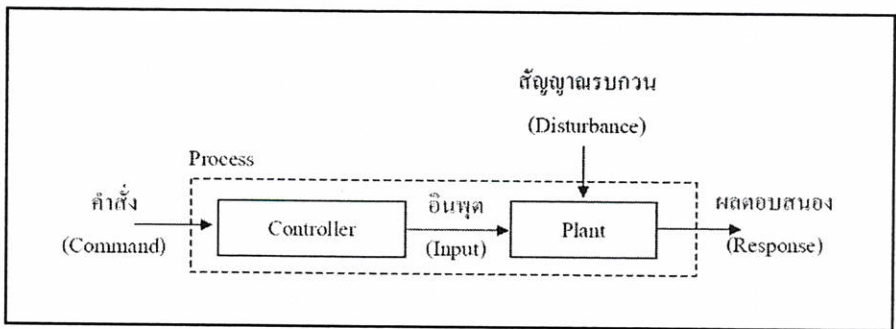 สัญญาณรบกวน
(Disturbance)
Process
คำสั่ง
(Command)
Controller
อินพุต
(Input)
Plant
ผลตอบสนอง
(Response)